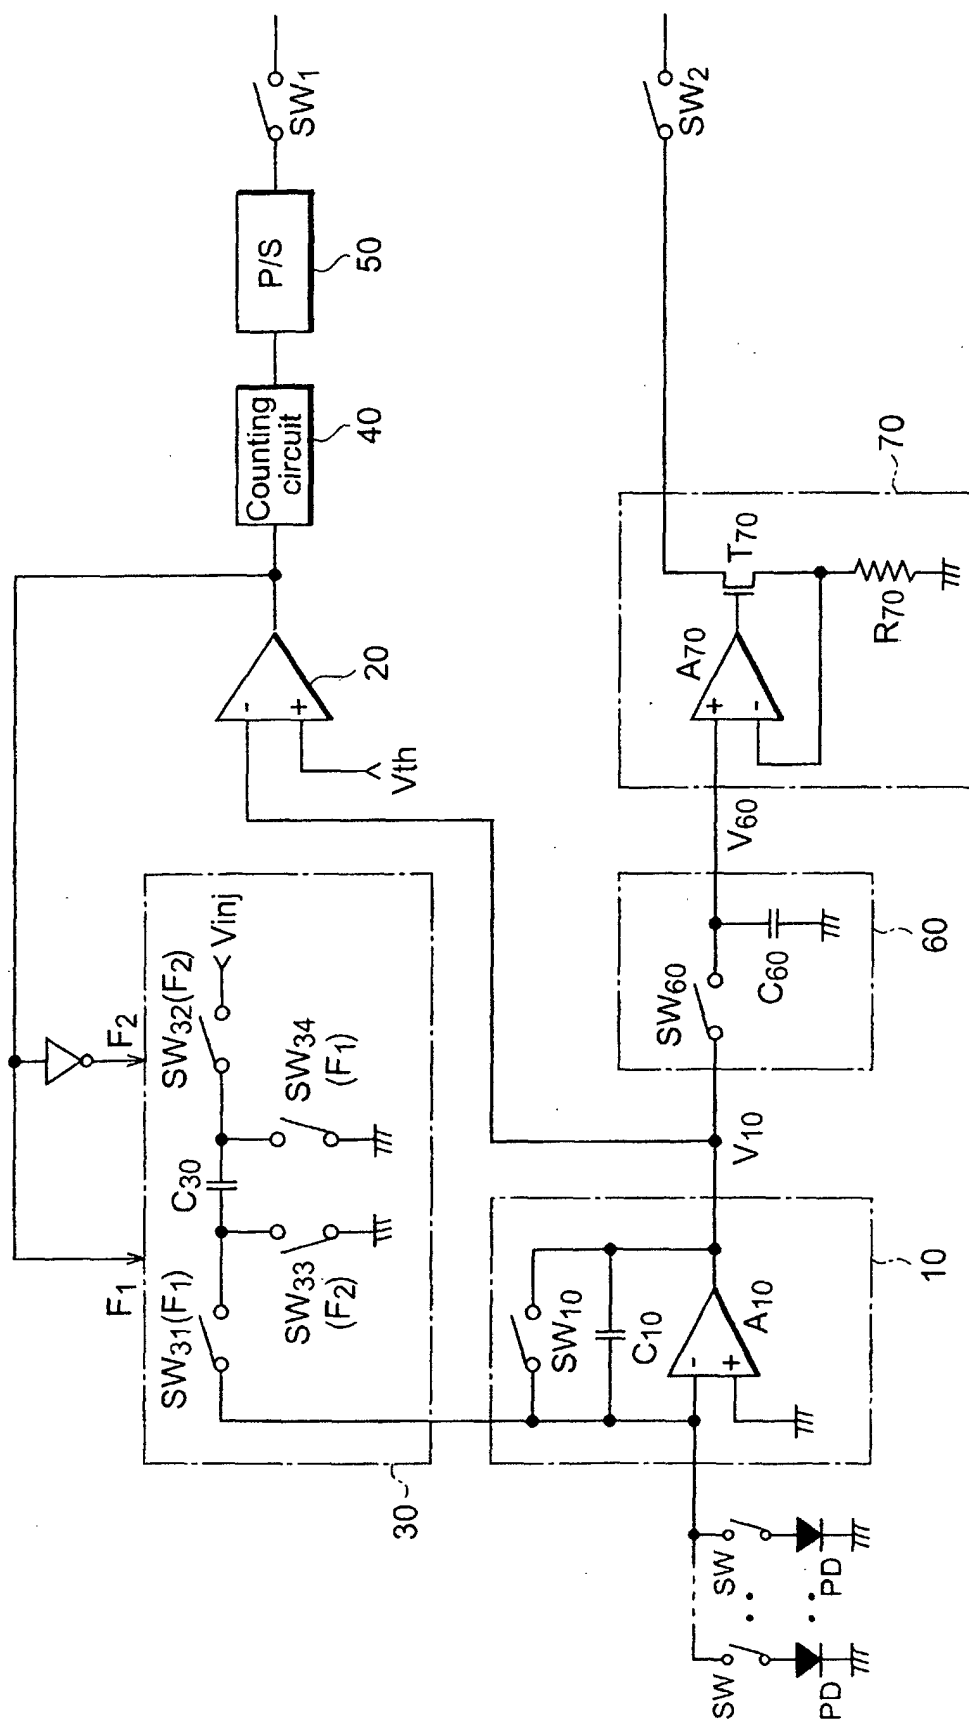 SW1
P/S
50
Counting
circuit
40
20
-
+
Vth
F1
F2
SW31(F1)
C30
SW32(F2)
Vinj
SW33
(F2)
SW34
(F1)
30
SW10
C10
A10
-
+
10
V10
SW60
C60
60
V60
A70
+
-
T70
R70
70
SW2
SW
PD
SW
PD